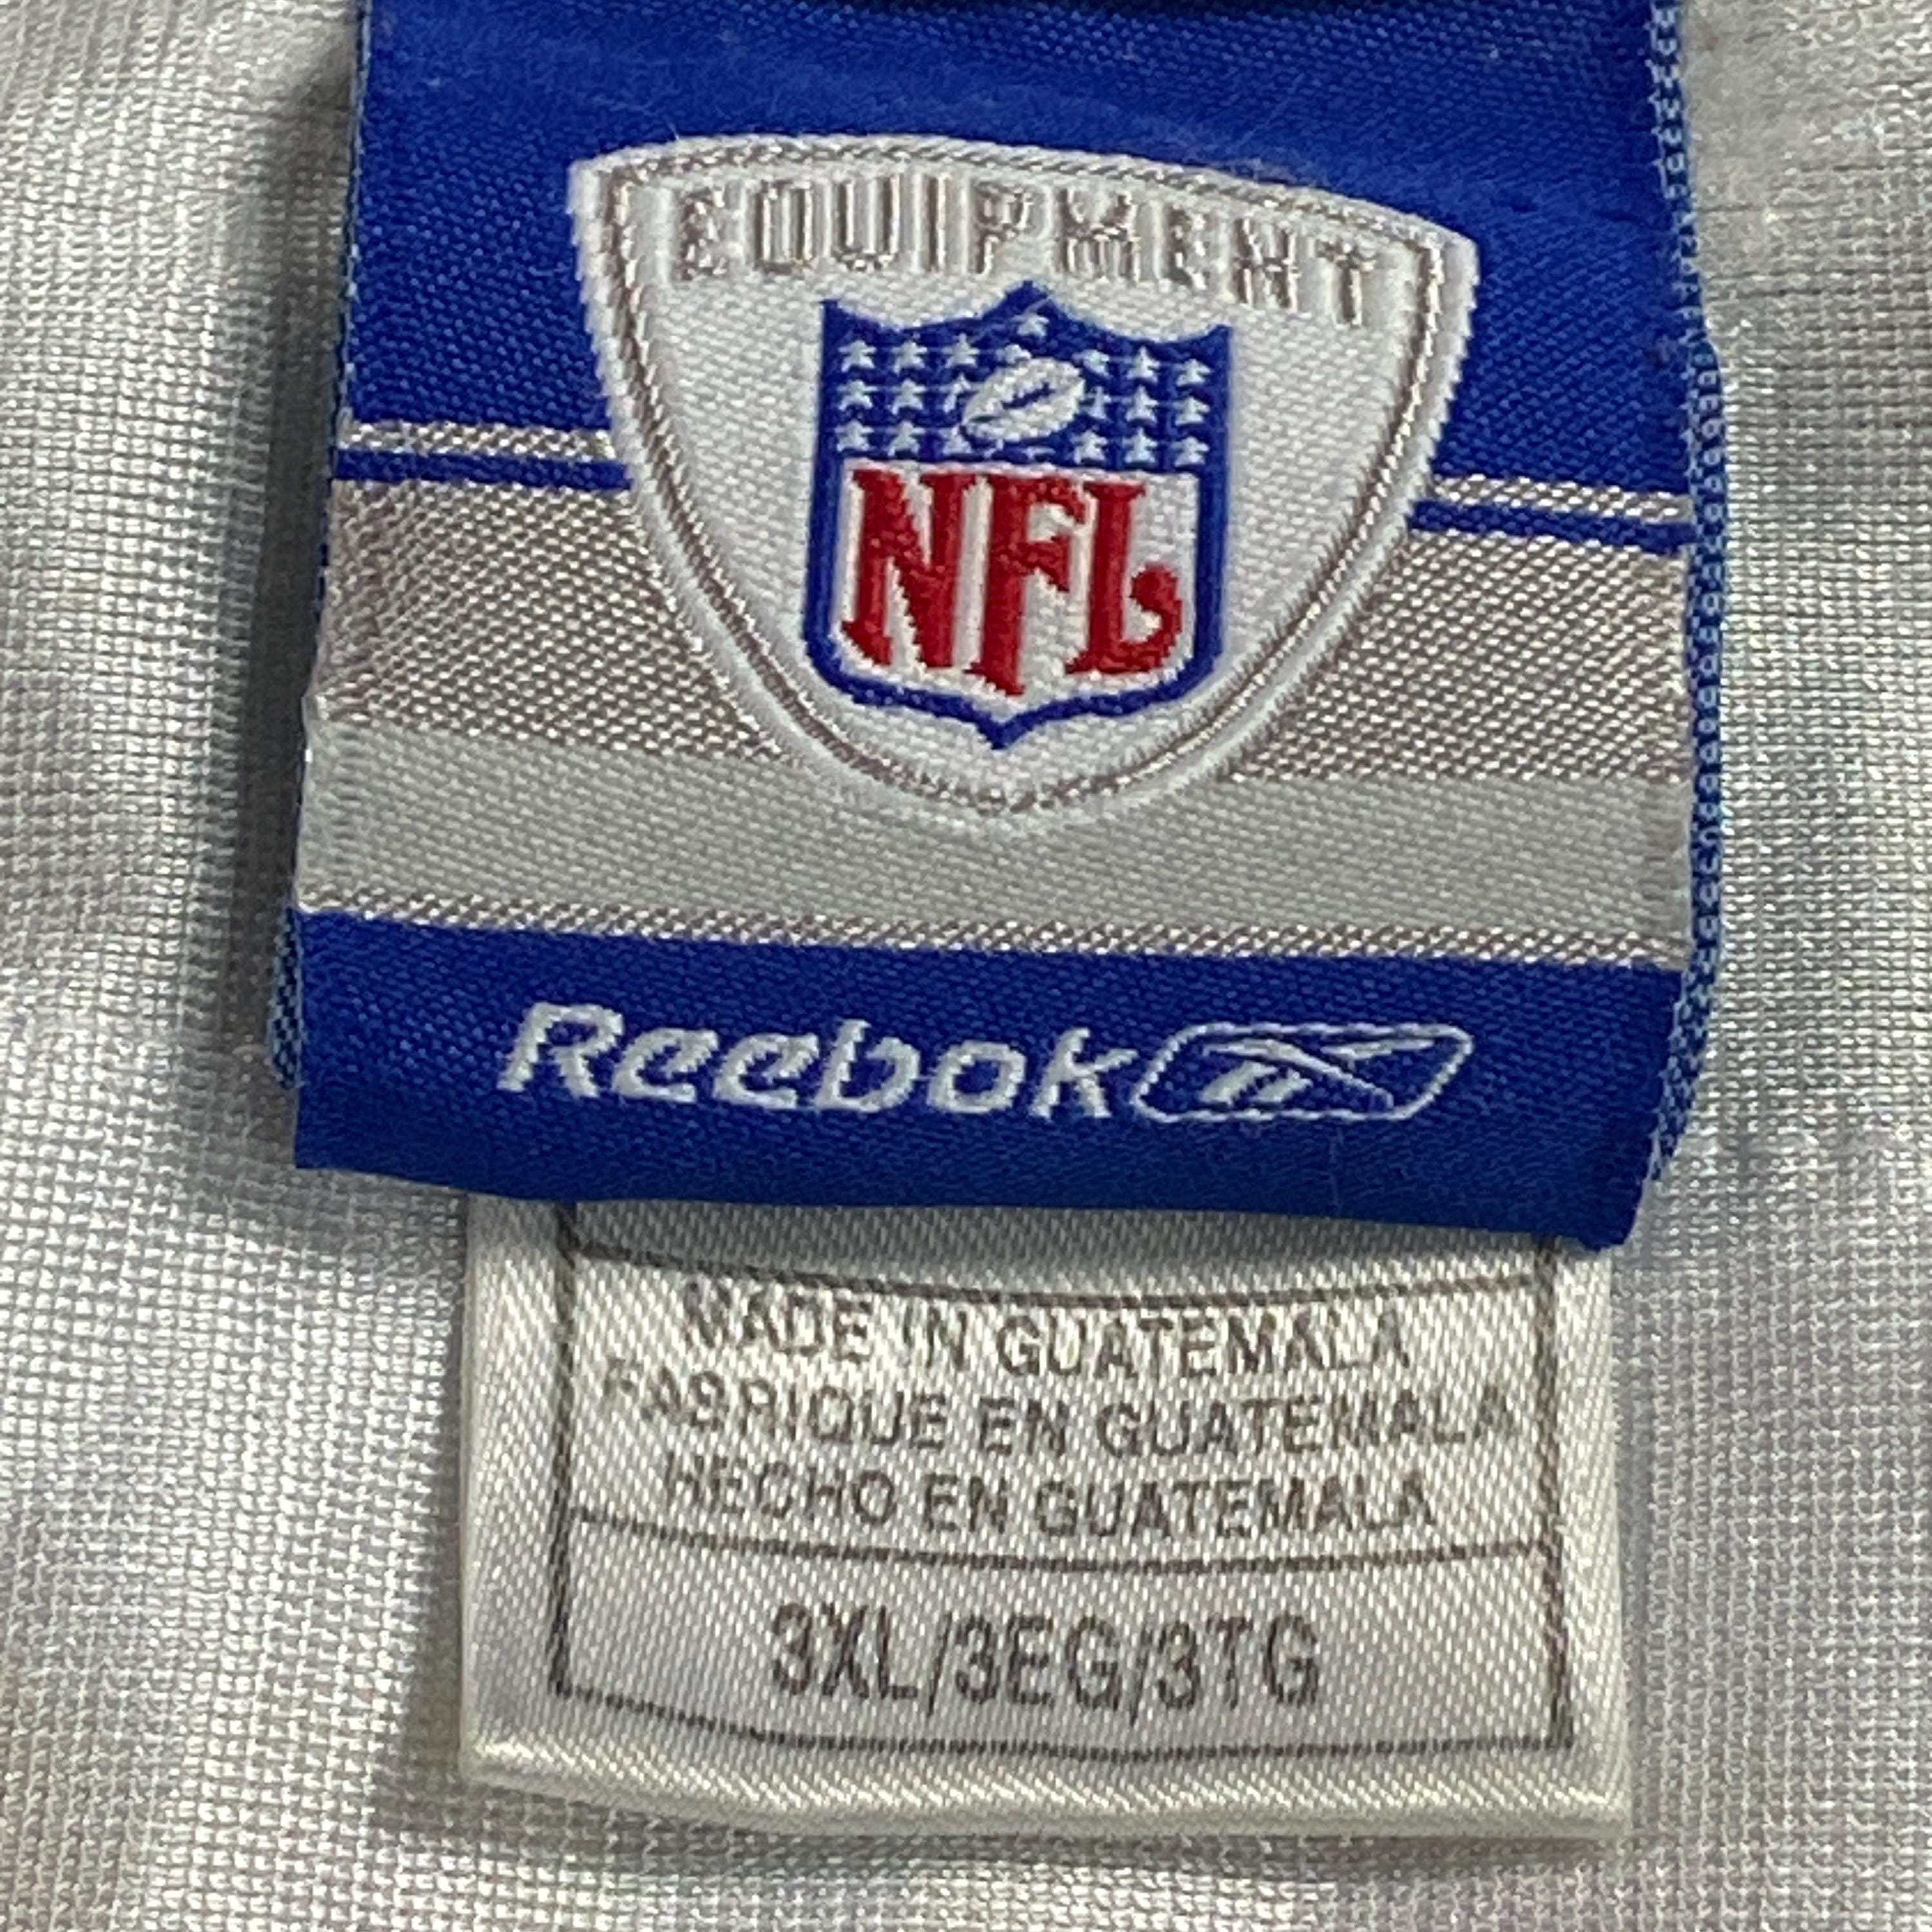 EQUIPMENT
NFL
Reebok
MADE IN GUATEMALA
FABRIQUE EN GUATEMALA
HECHO EN GUATEMALA
3XL/3EG/3TG